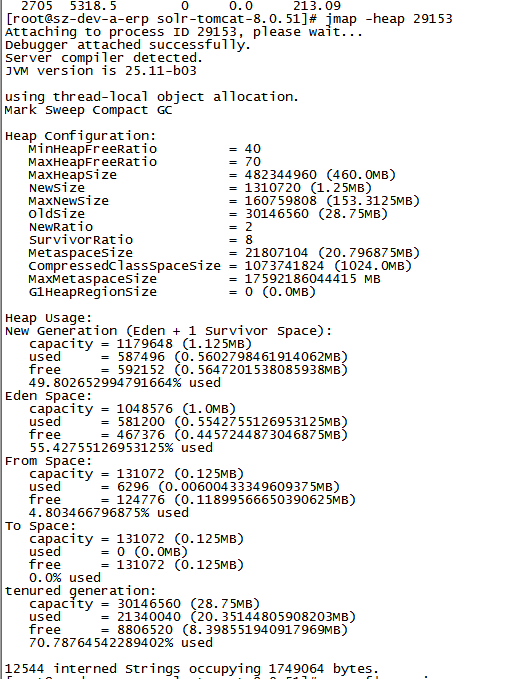 2705 5318.5 0 0.0 213.09
[root@sz-dev-a-erp solr-tomcat-8.0.51]# jmap -heap 29153
Attaching to process ID 29153, please wait...
Debugger attached successfully.
Server compiler detected.
JVM version is 25.11-b03

using thread-local object allocation.
Mark Sweep Compact GC

Heap Configuration:
   MinHeapFreeRatio         = 40
   MaxHeapFreeRatio         = 70
   MaxHeapSize              = 482344960 (460.0MB)
   NewSize                  = 1310720 (1.25MB)
   MaxNewSize               = 160759808 (153.3125MB)
   OldSize                  = 30146560 (28.75MB)
   NewRatio                 = 2
   SurvivorRatio            = 8
   MetaspaceSize            = 21807104 (20.796875MB)
   CompressedClassSpaceSize = 1073741824 (1024.0MB)
   MaxMetaspaceSize         = 17592186044415 MB
   G1HeapRegionSize         = 0 (0.0MB)

Heap Usage:
New Generation (Eden + 1 Survivor Space):
   capacity = 1179648 (1.125MB)
   used     = 587496 (0.5602798461914062MB)
   free     = 592152 (0.5647201538085938MB)
   49.802652994791664% used
Eden Space:
   capacity = 1048576 (1.0MB)
   used     = 581200 (0.5542755126953125MB)
   free     = 467376 (0.4457244873046875MB)
   55.42755126953125% used
From Space:
   capacity = 131072 (0.125MB)
   used     = 6296 (0.00600433349609375MB)
   free     = 124776 (0.11899566650390625MB)
   4.803466796875% used
To Space:
   capacity = 131072 (0.125MB)
   used     = 0 (0.0MB)
   free     = 131072 (0.125MB)
   0.0% used
tenured generation:
   capacity = 30146560 (28.75MB)
   used     = 21340040 (20.35144805908203MB)
   free     = 8806520 (8.398551940917969MB)
   70.78764542289402% used

12544 interned Strings occupying 1749064 bytes.